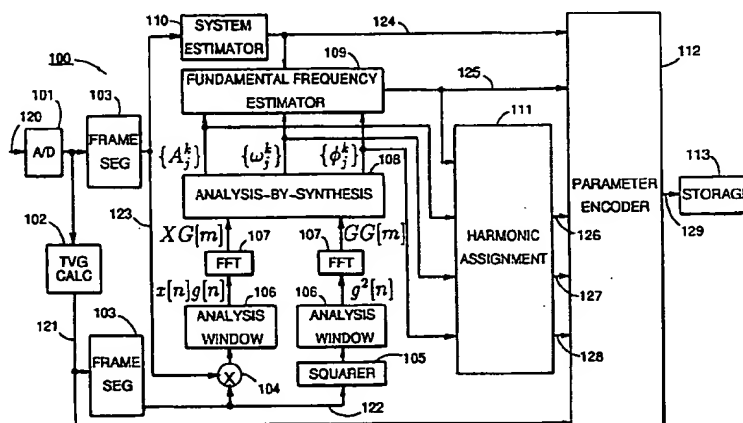 110
SYSTEM
ESTIMATOR
124
100
109
112
101
103
FUNDAMENTAL FREQUENCY
ESTIMATOR
125
120
A/D
FRAME
SEG
111
{A_j^k}
{ω_j^k}
{ϕ_j^k}
108
113
ANALYSIS-BY-SYNTHESIS
PARAMETER
ENCODER
STORAGE
123
102
XG[m]
107
GG[m]
107
HARMONIC
ASSIGNMENT
126
129
TVG
CALC
FFT
FFT
x[n]g[n]
106
g²[n]
106
127
103
ANALYSIS
WINDOW
ANALYSIS
WINDOW
121
128
FRAME
SEG
105
SQUARER
X
104
122